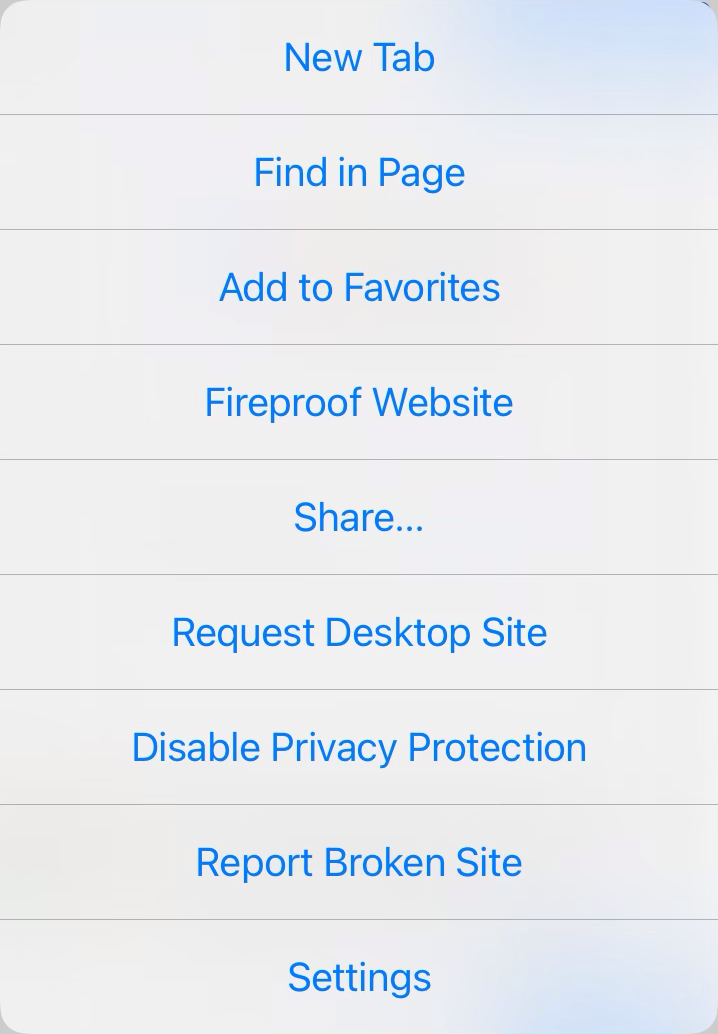 New Tab
Find in Page
Add to Favorites
Fireproof Website
Share...
Request Desktop Site
Disable Privacy Protection
Report Broken Site
Settings